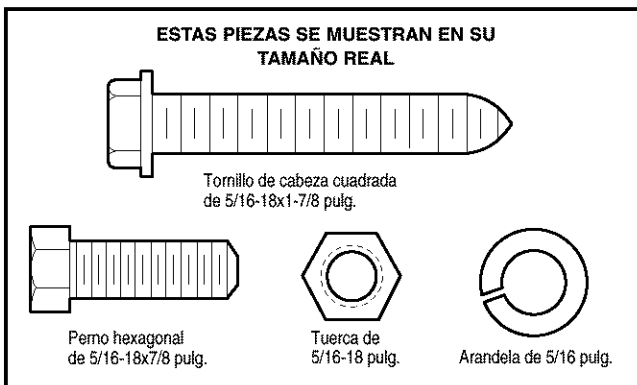 ESTAS PIEZAS SE MUESTRAN EN SU
TAMAÑO REAL
Tornillo de cabeza cuadrada
de 5/16-18x1-7/8 pulg.
Perno hexagonal
de 5/16-18x7/8 pulg.
Tuerca de
5/16-18 pulg.
Arandela de 5/16 pulg.